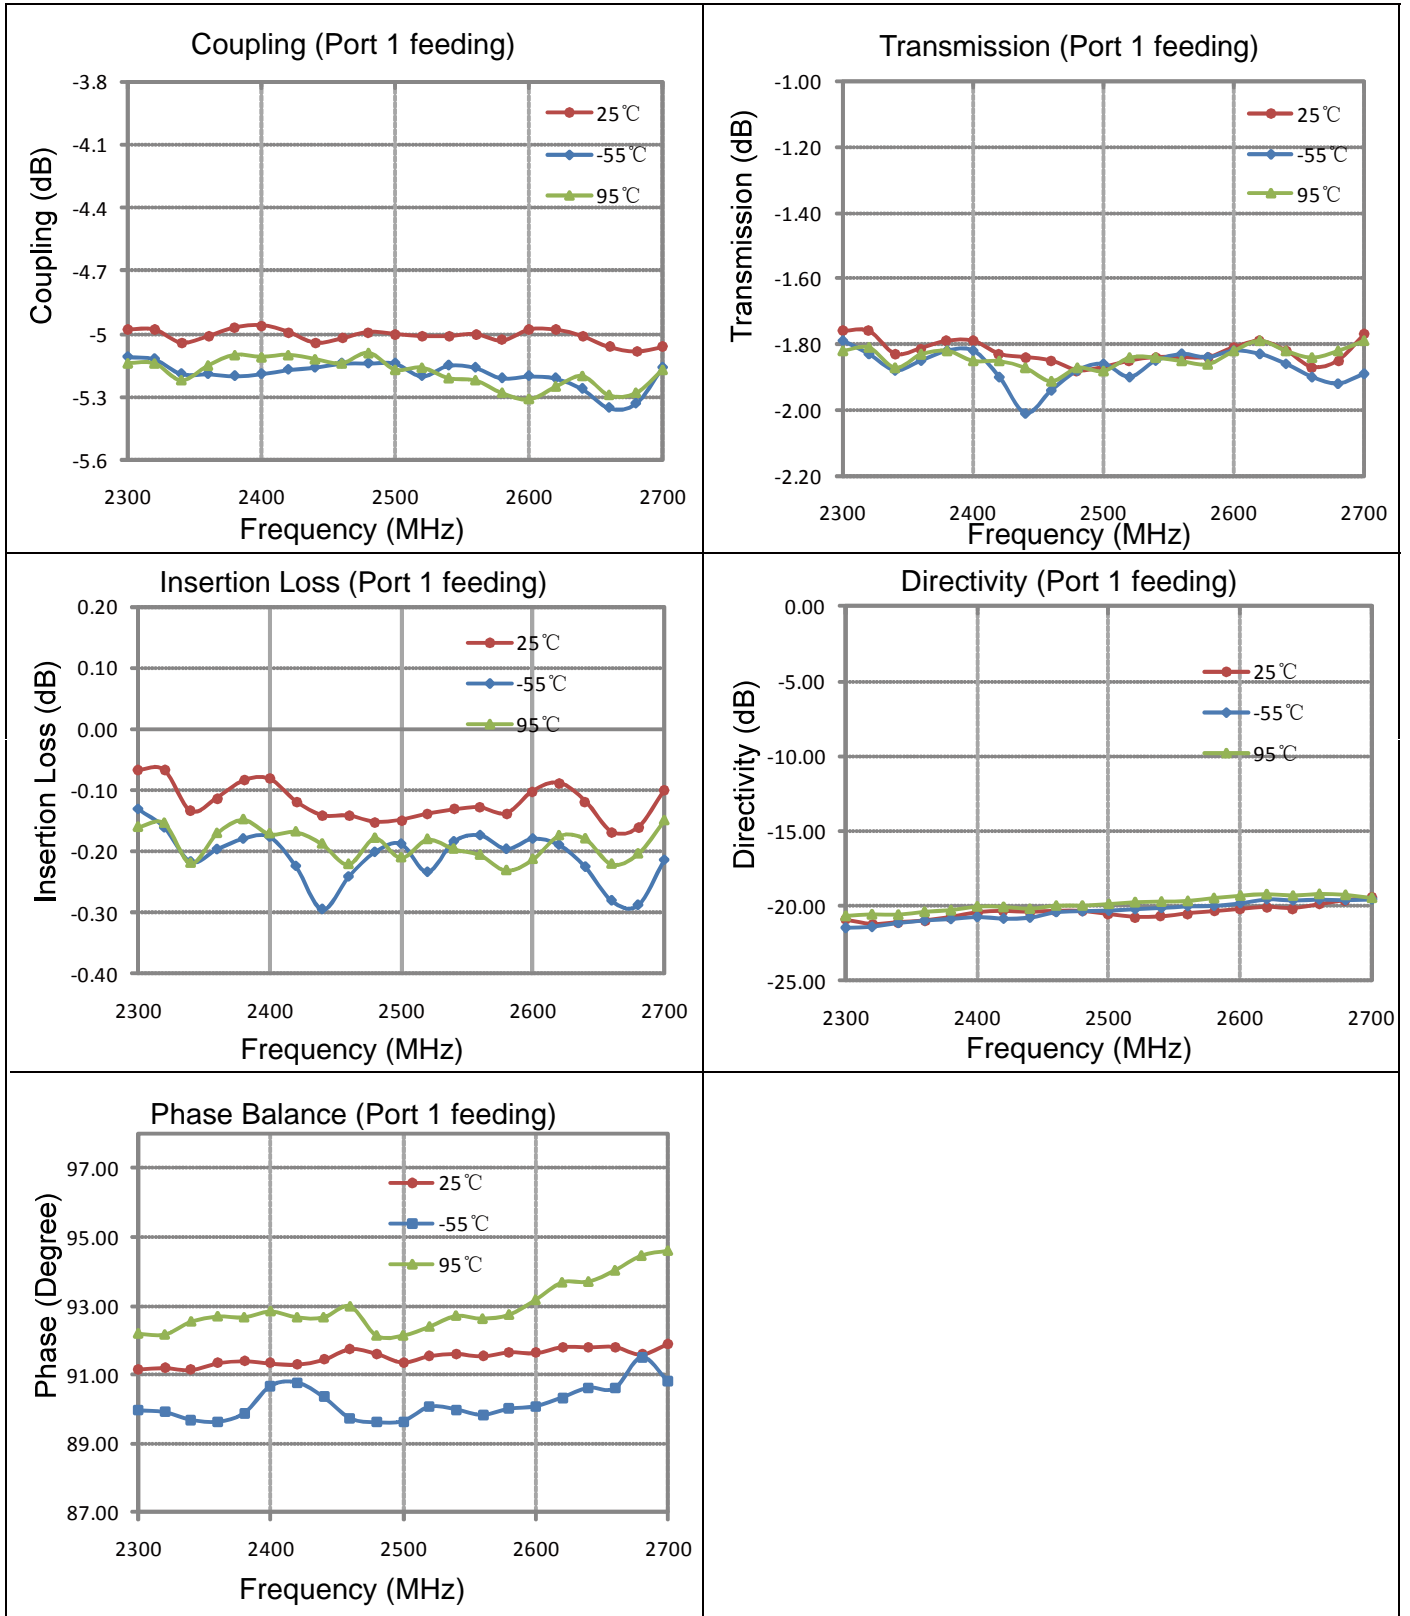 Coupling (Port 1 feeding)
Coupling (dB)
-3.8
-4.1
-4.4
-4.7
-5
-5.3
-5.6
25℃
-55℃
95℃
2300 2400 2500 2600 2700
Frequency (MHz)
Transmission (Port 1 feeding)
Transmission (dB)
-1.00
-1.20
-1.40
-1.60
-1.80
-2.00
-2.20
25℃
-55℃
95℃
2300 2400 2500 2600 2700
Frequency (MHz)
Insertion Loss (Port 1 feeding)
Insertion Loss (dB)
0.20
0.10
0.00
-0.10
-0.20
-0.30
-0.40
25℃
-55℃
95℃
2300 2400 2500 2600 2700
Frequency (MHz)
Directivity (Port 1 feeding)
Directivity (dB)
0.00
-5.00
-10.00
-15.00
-20.00
-25.00
25℃
-55℃
95℃
2300 2400 2500 2600 2700
Frequency (MHz)
Phase Balance (Port 1 feeding)
Phase (Degree)
97.00
95.00
93.00
91.00
89.00
87.00
25℃
-55℃
95℃
2300 2400 2500 2600 2700
Frequency (MHz)